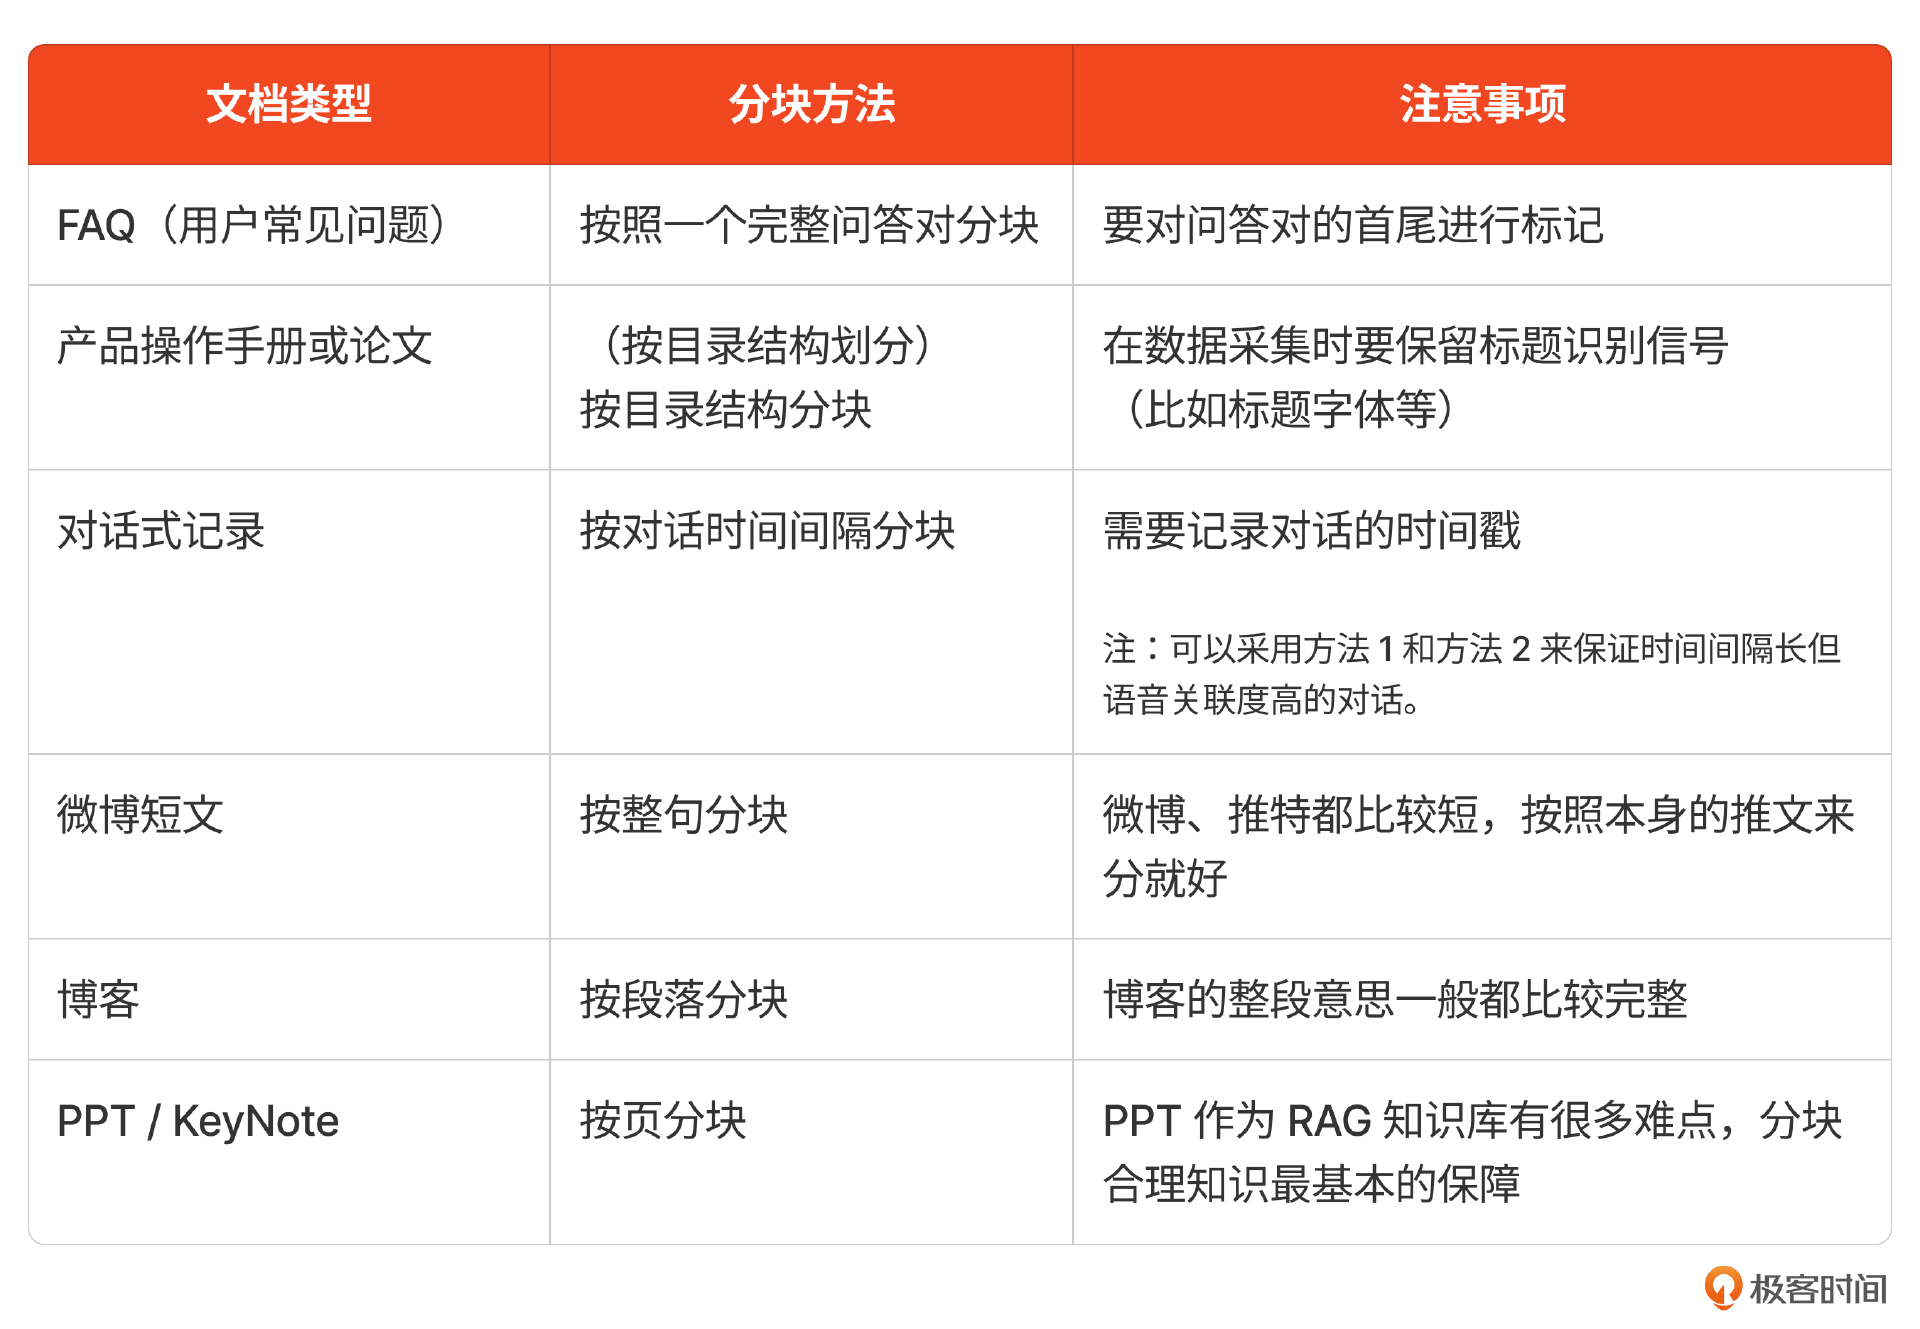 文档类型
分块方法
注意事项
FAQ（用户常见问题）
按照一个完整问答对分块
要对问答对的首尾进行标记
产品操作手册或论文
（按目录结构划分）
按目录结构分块
在数据采集时要保留标题识别信号
（比如标题字体等）
对话式记录
按对话时间间隔分块
需要记录对话的时间戳
注：可以采用方法 1 和方法 2 来保证时间间隔长但
语音关联度高的对话。
微博短文
按整句分块
微博、推特都比较短，按照本身的推文来
分就好
博客
按段落分块
博客的整段意思一般都比较完整
PPT / KeyNote
按页分块
PPT 作为 RAG 知识库有很多难点，分块
合理知识最基本的保障
极客时间